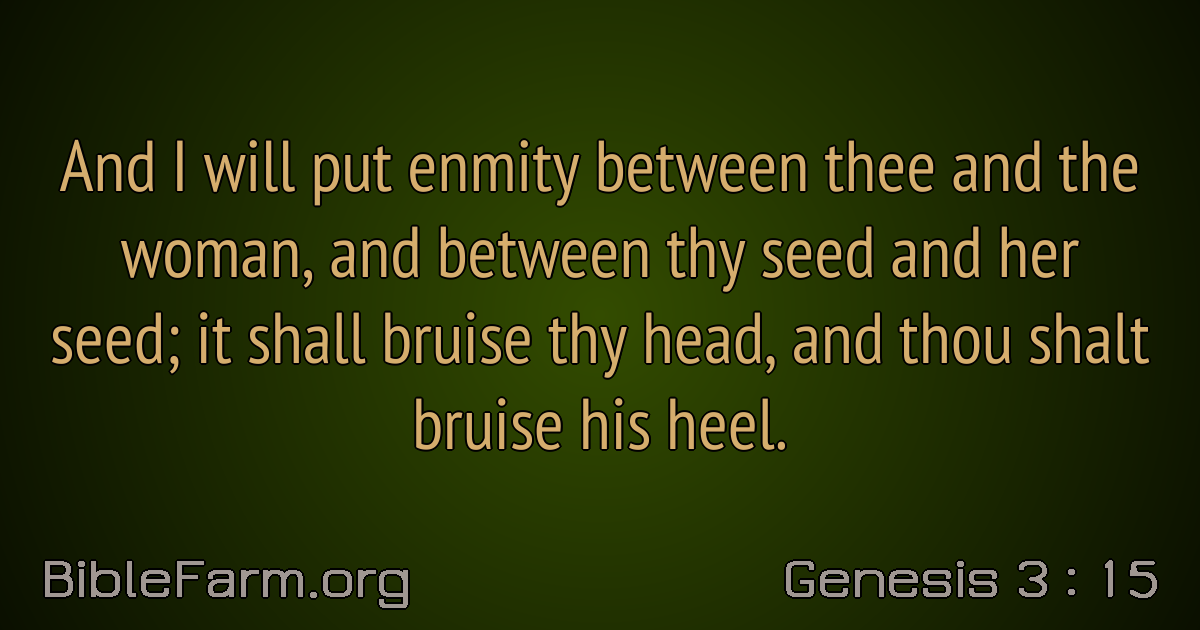 And I will put enmity between thee and the
woman, and between thy seed and her
seed; it shall bruise thy head, and thou shalt
bruise his heel.
BibleFarm.org
Genesis 3 : 15